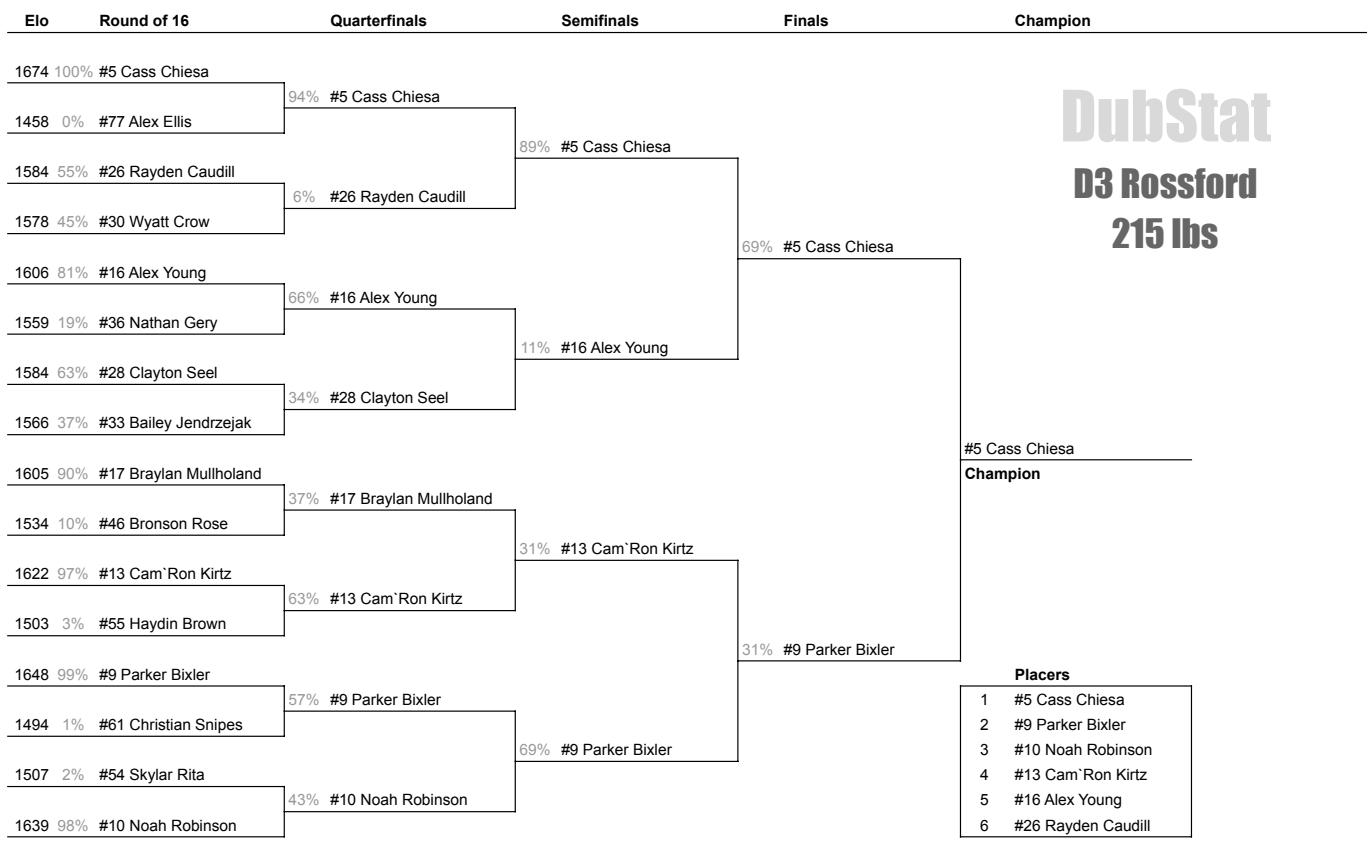 Elo Round of 16 Quarterfinals Semifinals Finals Champion
1674 100% #5 Cass Chiesa
94% #5 Cass Chiesa
1458 0% #77 Alex Ellis
89% #5 Cass Chiesa
1584 55% #26 Rayden Caudill
6% #26 Rayden Caudill
1578 45% #30 Wyatt Crow
69% #5 Cass Chiesa
1606 81% #16 Alex Young
66% #16 Alex Young
1559 19% #36 Nathan Gery
11% #16 Alex Young
1584 63% #28 Clayton Seel
34% #28 Clayton Seel
1566 37% #33 Bailey Jendrzejak
#5 Cass Chiesa
Champion
1605 90% #17 Braylan Mullholand
37% #17 Braylan Mullholand
1534 10% #46 Bronson Rose
31% #13 Cam`Ron Kirtz
1622 97% #13 Cam`Ron Kirtz
63% #13 Cam`Ron Kirtz
1503 3% #55 Haydin Brown
31% #9 Parker Bixler
1648 99% #9 Parker Bixler
57% #9 Parker Bixler
1494 1% #61 Christian Snipes
69% #9 Parker Bixler
1507 2% #54 Skylar Rita
43% #10 Noah Robinson
1639 98% #10 Noah Robinson
DubStat
D3 Rossford
215 lbs
Placers
1 #5 Cass Chiesa
2 #9 Parker Bixler
3 #10 Noah Robinson
4 #13 Cam`Ron Kirtz
5 #16 Alex Young
6 #26 Rayden Caudill